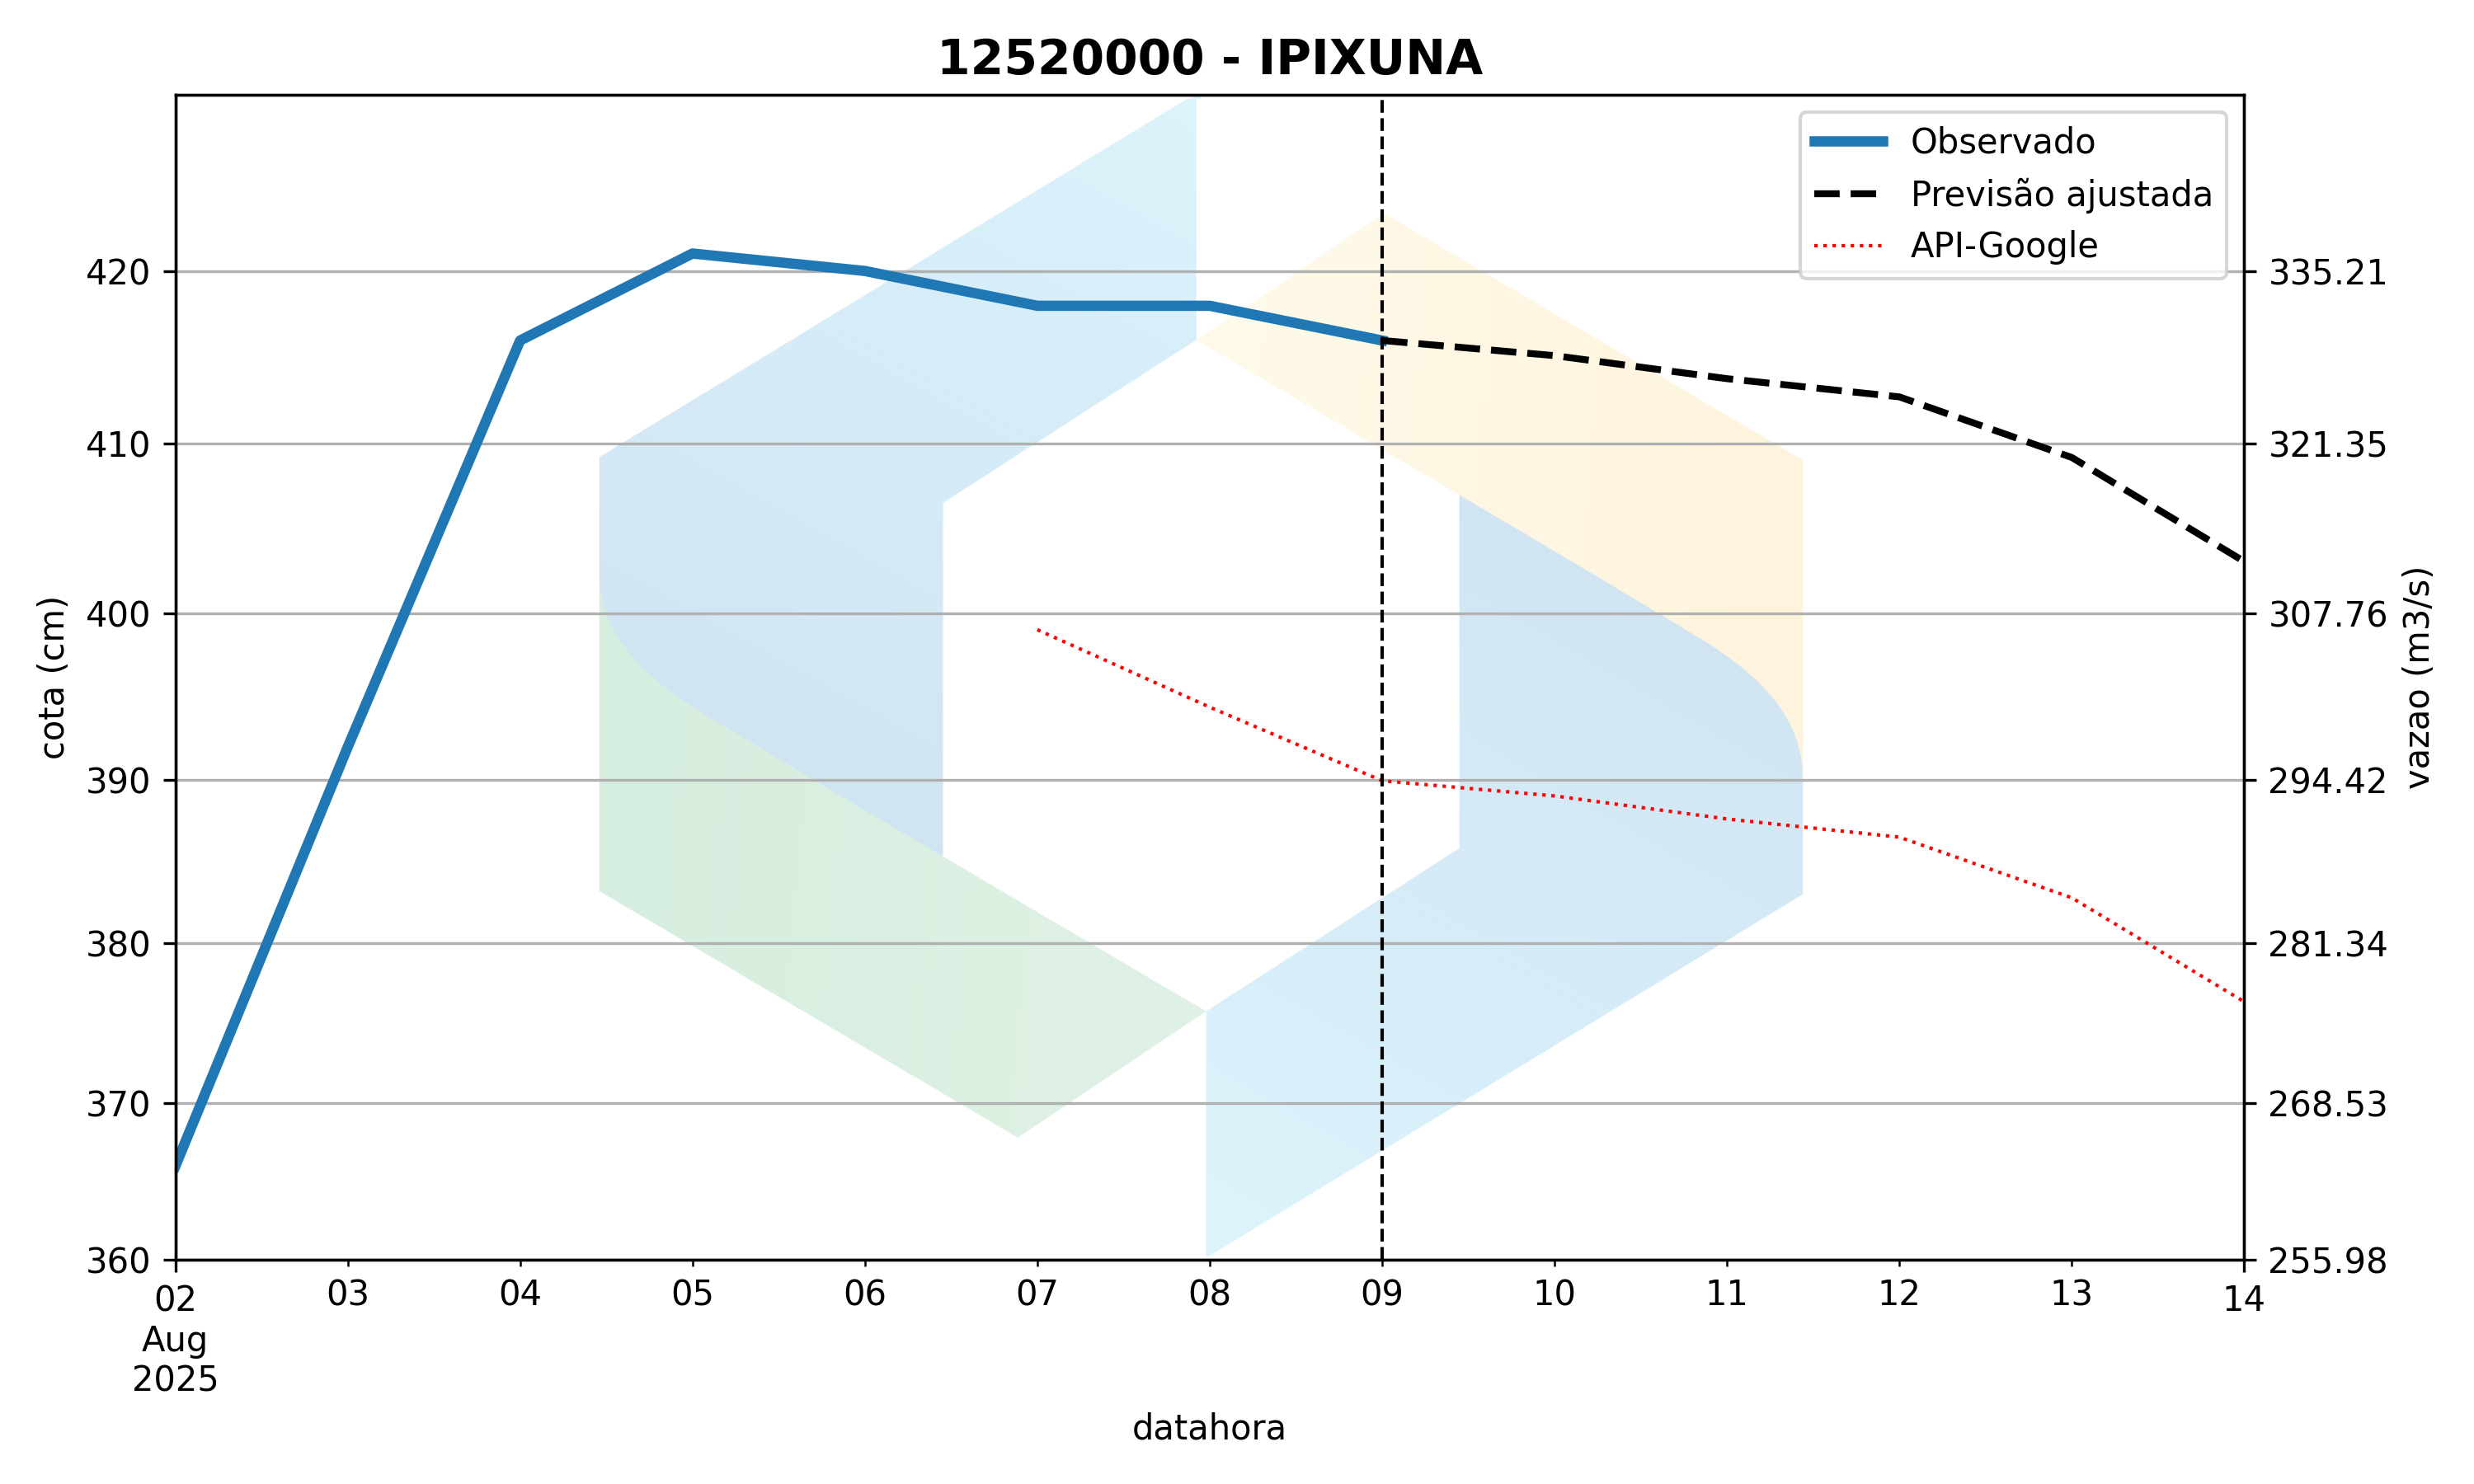 12520000 - IPIXUNA
Observado
Previsão ajustada
API-Google
420
410
400
390
380
370
360
cota (cm)
335.21
321.35
307.76
294.42
281.34
268.53
255.98
vazao (m3/s)
02 03 04 05 06 07 08 09 10 11 12 13 14
Aug
2025
datahora